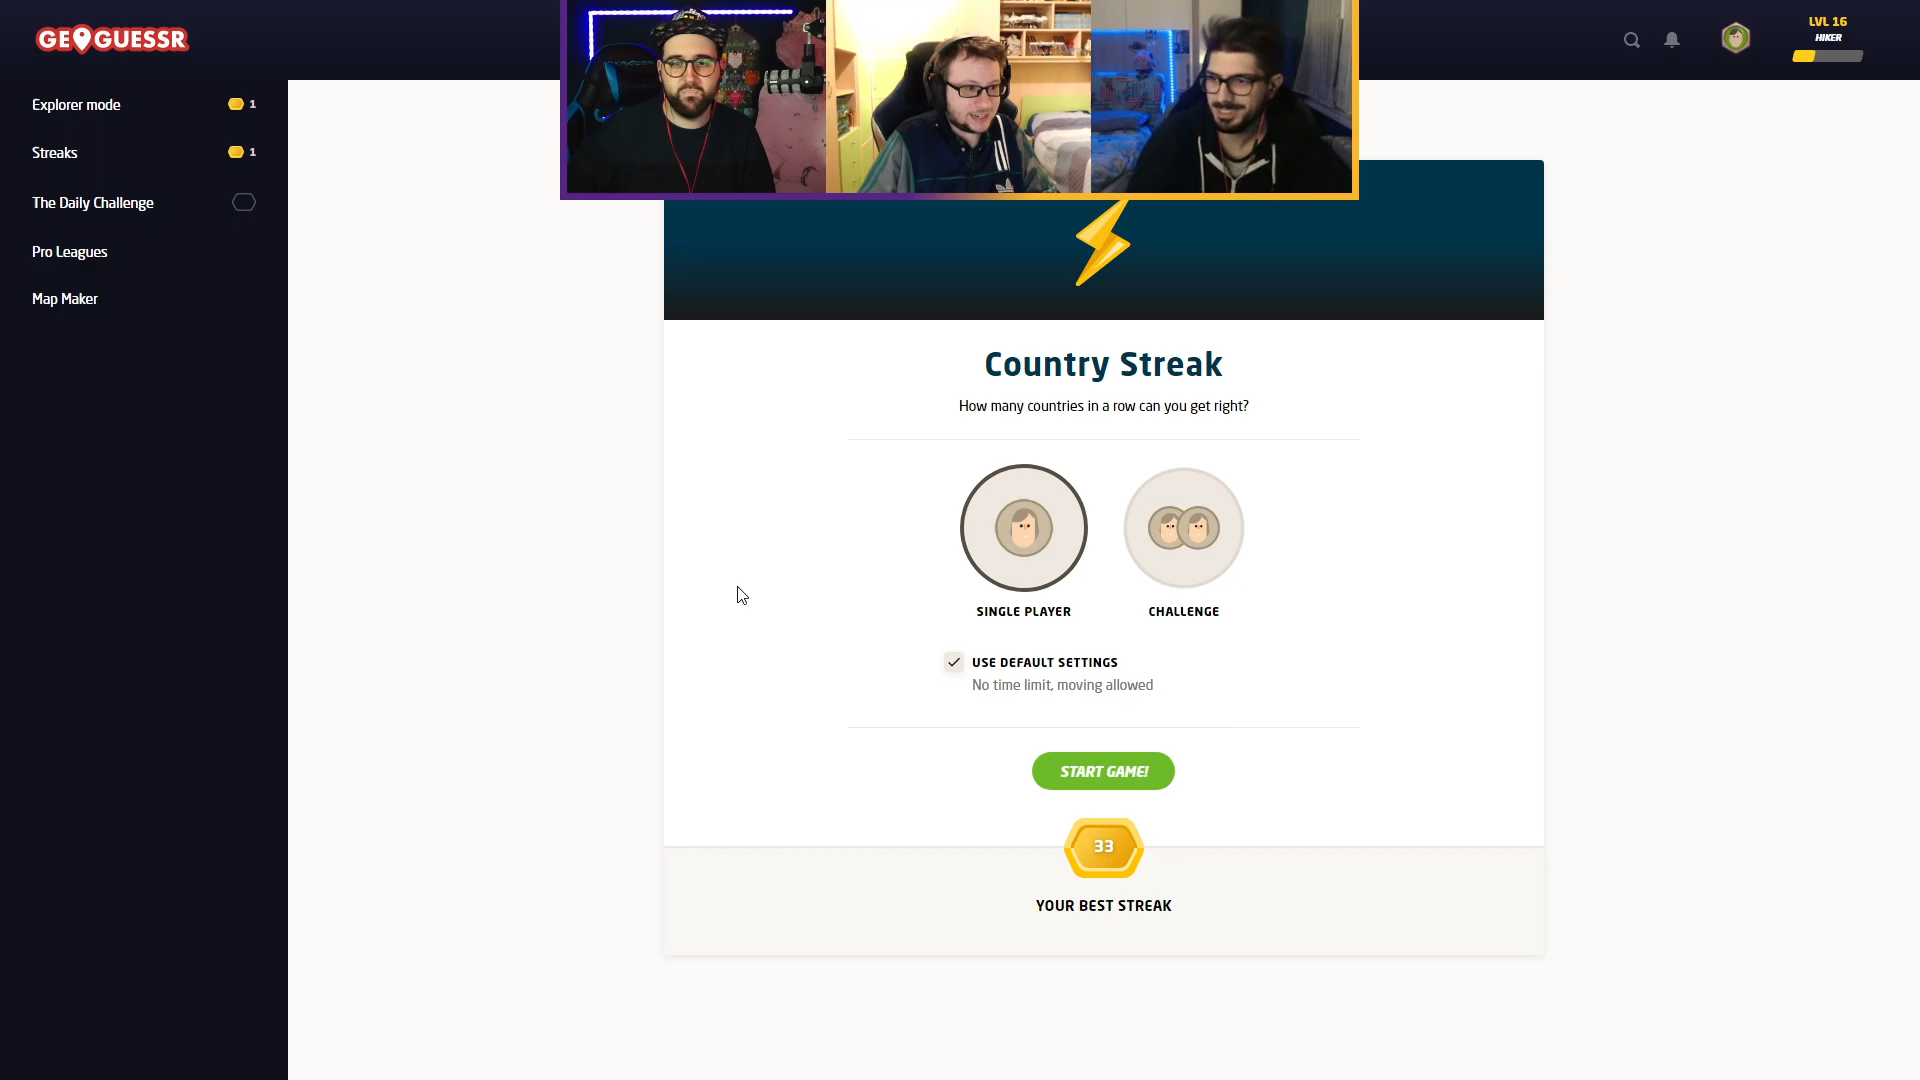 GEOGUESSR
LVL 16
HIKER
Explorer mode 1
Streaks 1
The Daily Challenge
Pro Leagues
Map Maker
Country Streak
How many countries in a row can you get right?
SINGLE PLAYER
CHALLENGE
USE DEFAULT SETTINGS
No time limit, moving allowed
START GAME!
33
YOUR BEST STREAK